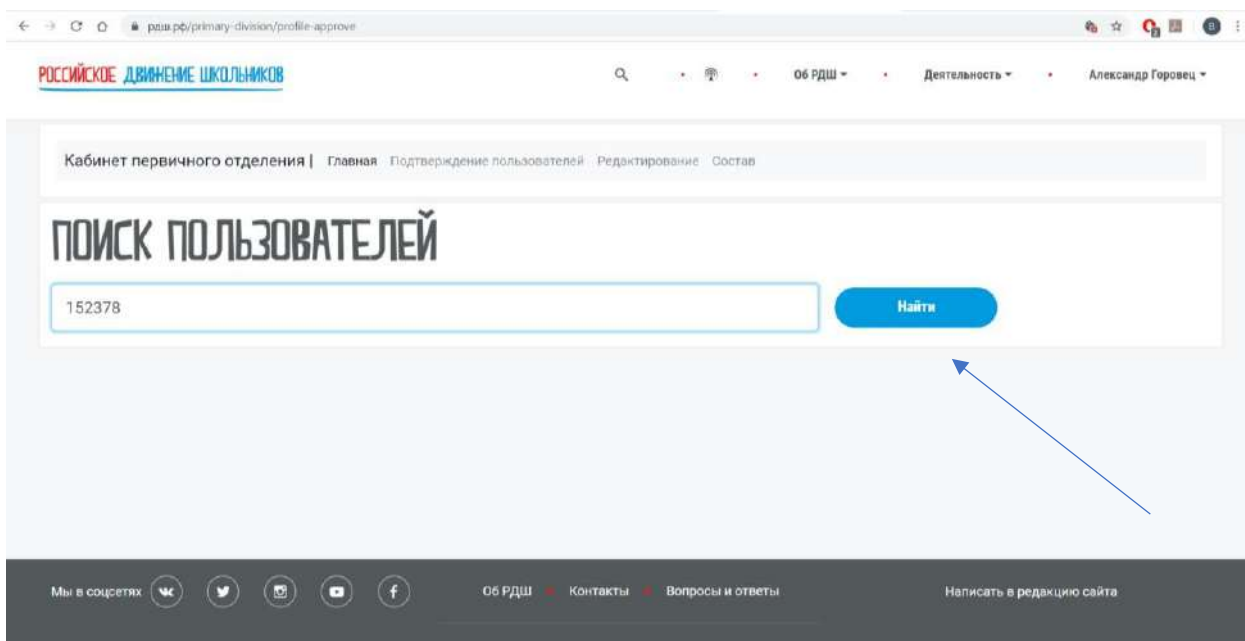 рдш.рф/primary-division/profile-approve
РОССИЙСКОЕ ДВИЖЕНИЕ ШКОЛЬНИКОВ
Об РДШ
Деятельность
Александр Горовец
Кабинет первичного отделения | Главная Подтверждение пользователей Редактирование Состав
ПОИСК ПОЛЬЗОВАТЕЛЕЙ
152378
Найти
Мы в соцсетях
Об РДШ
Контакты
Вопросы и ответы
Написать в редакцию сайта